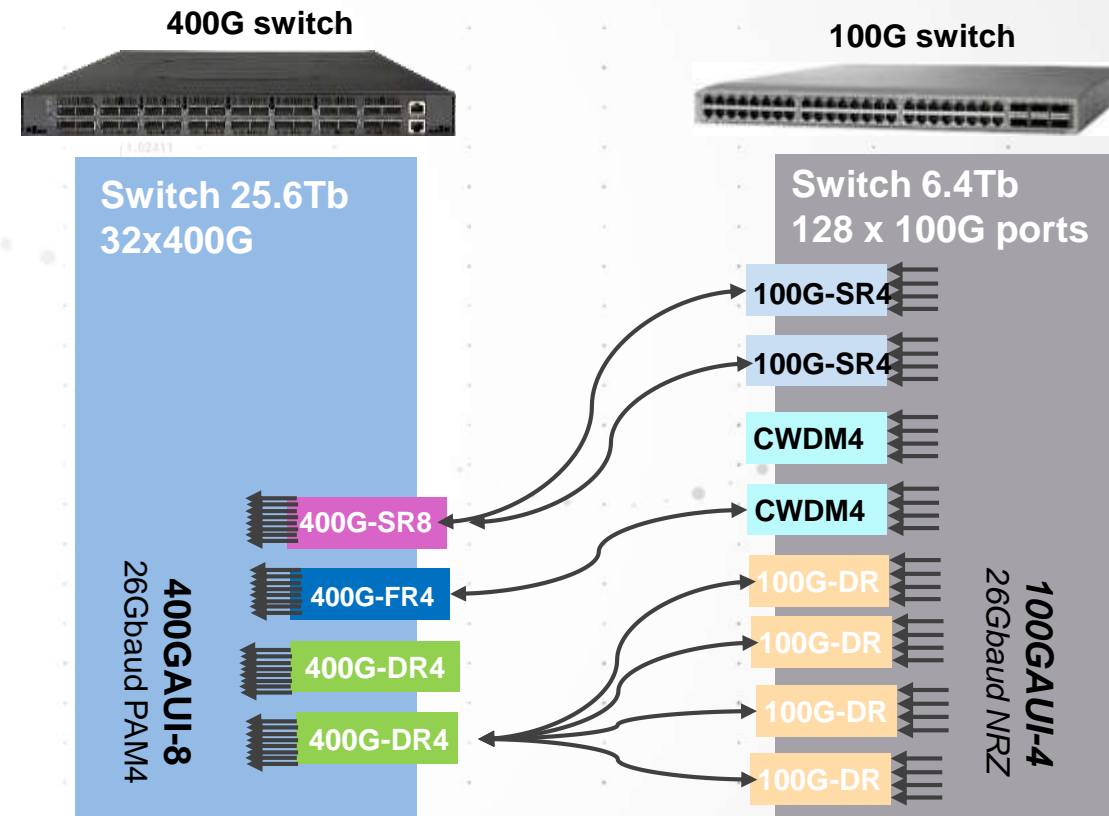 400G switch
100G switch
Switch 25.6Tb
32x400G
Switch 6.4Tb
128 x 100G ports
100G-SR4
100G-SR4
CWDM4
CWDM4
400G-SR8
400G-FR4
400G-DR4
400G-DR4
100G-DR
100G-DR
100G-DR
100G-DR
400GAUI-8
26Gbaud PAM4
100GAUI-4
26Gbaud NRZ